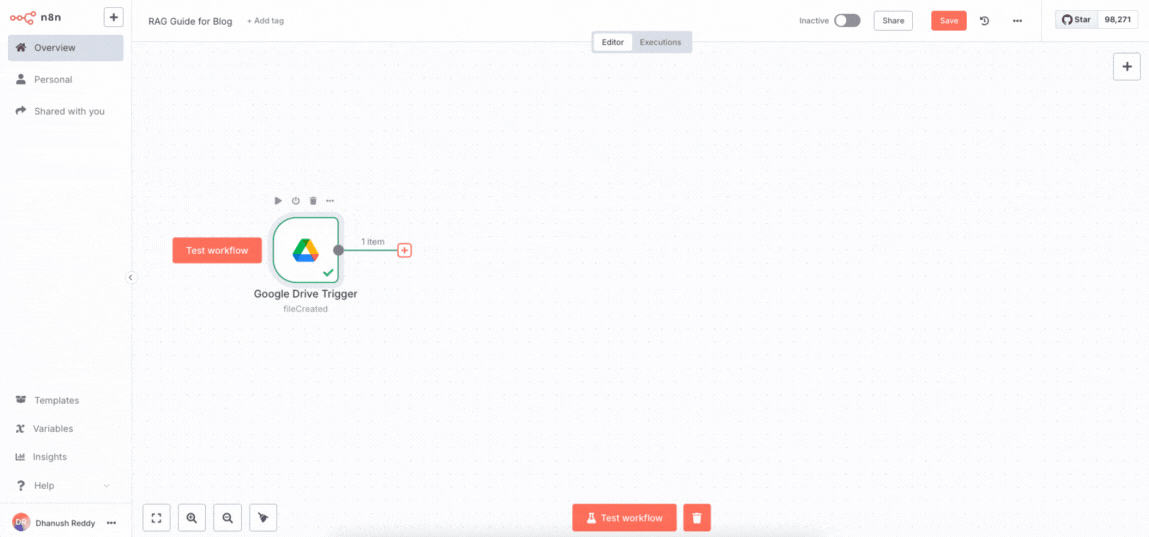 n8n
RAG Guide for Blog
+ Add tag
Inactive
Share
Save
Star
98,271
Overview
Editor
Executions
Personal
Shared with you
Test workflow
1 item
Google Drive Trigger
fileCreated
Templates
Variables
Insights
Help
DR
Dhanush Reddy
Test workflow